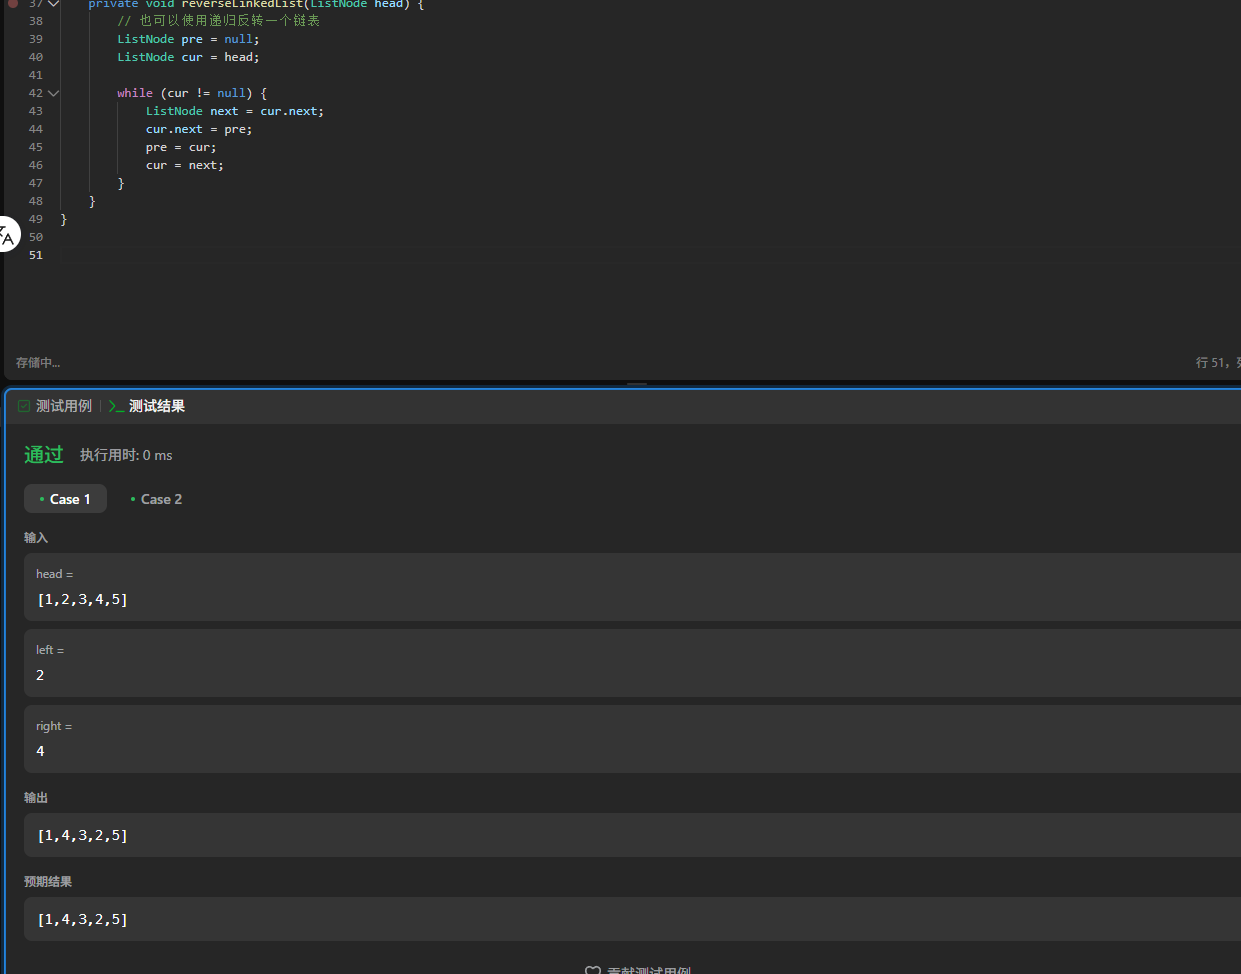 37 private void reverseLinkedList(ListNode head) {
38 // 也可以使用递归反转一个链表
39 ListNode pre = null;
40 ListNode cur = head;
41
42 while (cur != null) {
43 ListNode next = cur.next;
44 cur.next = pre;
45 pre = cur;
46 cur = next;
47 }
48 }
49 }
50
51
存储中...
行 51，
测试用例 | >_ 测试结果
通过 执行用时: 0 ms
• Case 1 • Case 2
输入
head =
[1,2,3,4,5]
left =
2
right =
4
输出
[1,4,3,2,5]
预期结果
[1,4,3,2,5]
贡献测试用例